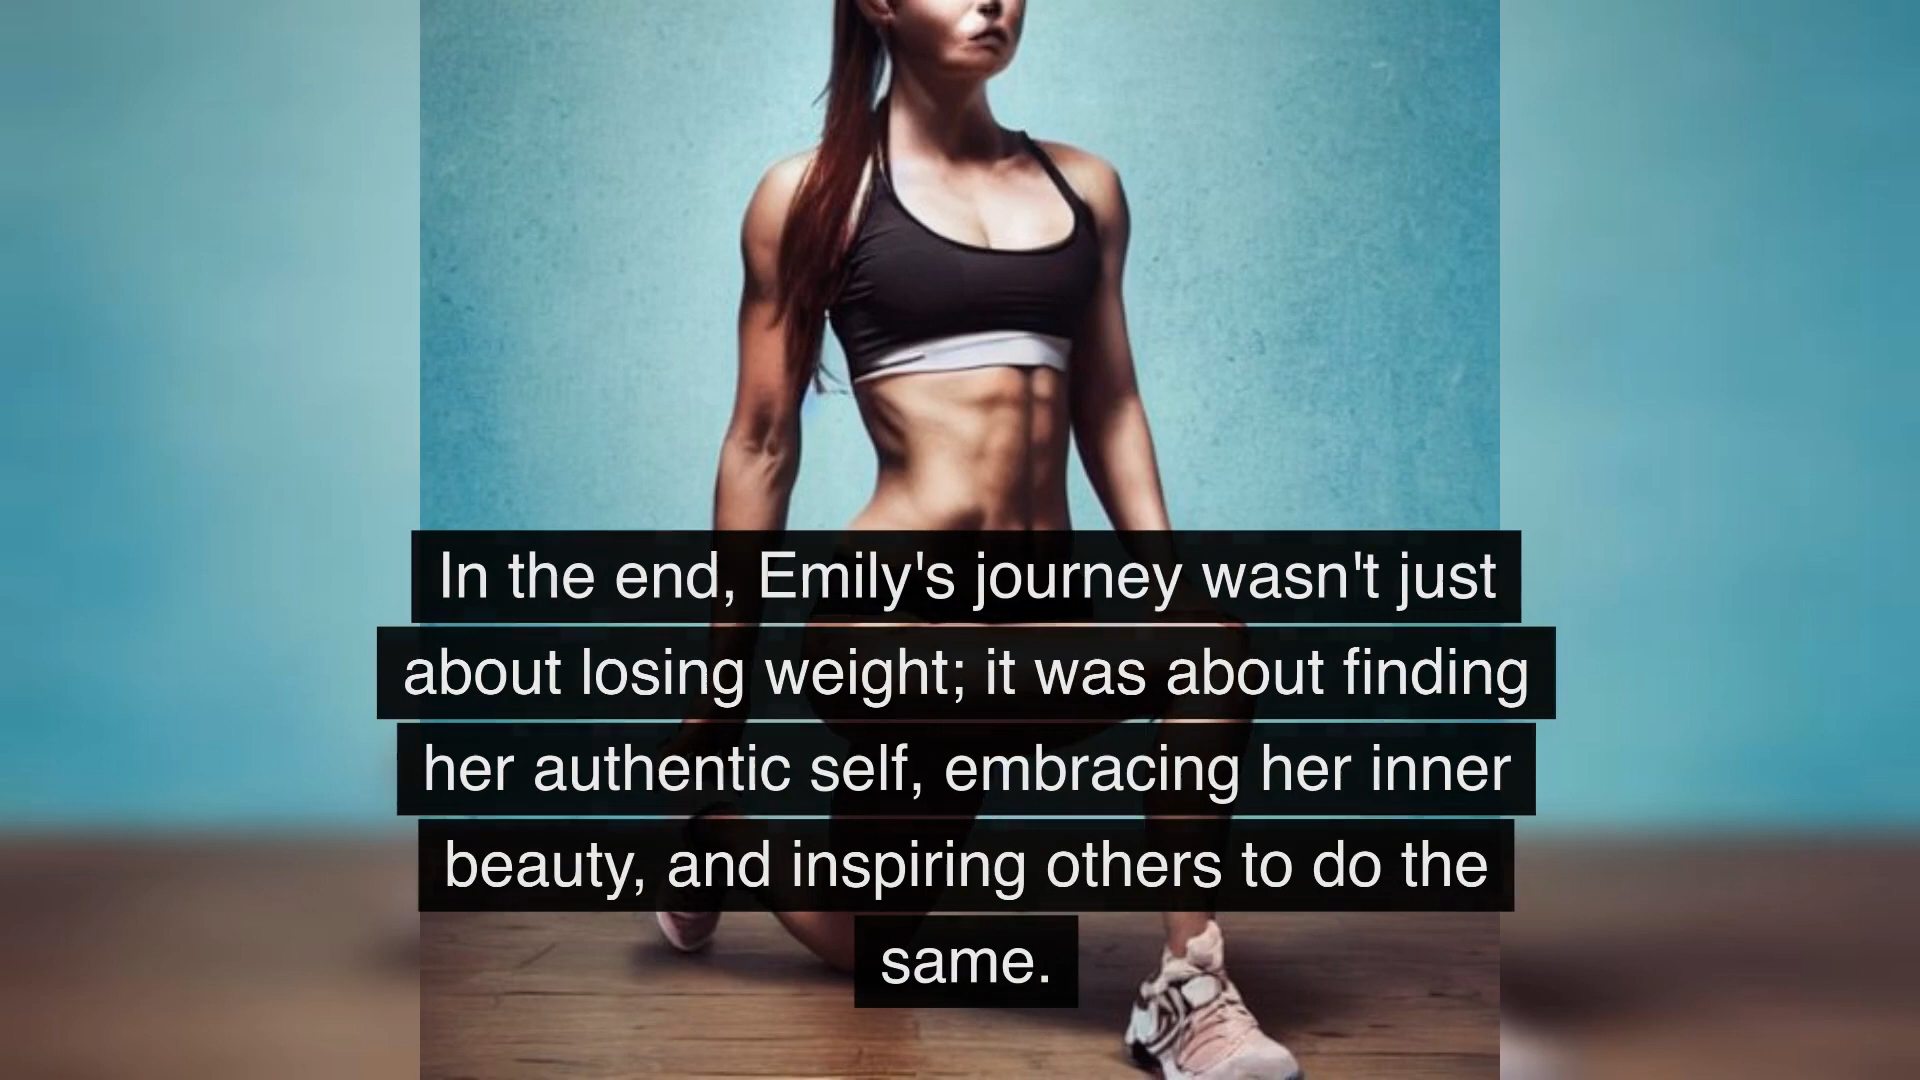 In the end, Emily's journey wasn't just
about losing weight; it was about finding
her authentic self, embracing her inner
beauty, and inspiring others to do the
same.